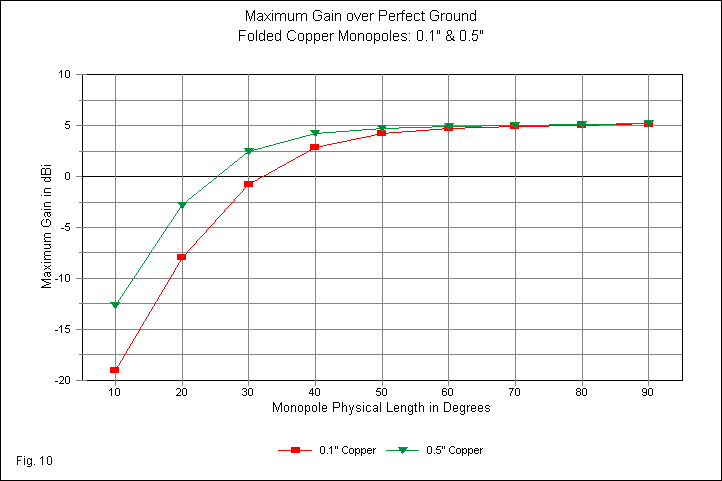 Maximum Gain over Perfect Ground
Folded Copper Monopoles: 0.1" & 0.5"
Maximum Gain in dBi
10
5
0
-5
-10
-15
-20
10 20 30 40 50 60 70 80 90
Monopole Physical Length in Degrees
0.1" Copper 0.5" Copper
Fig. 10